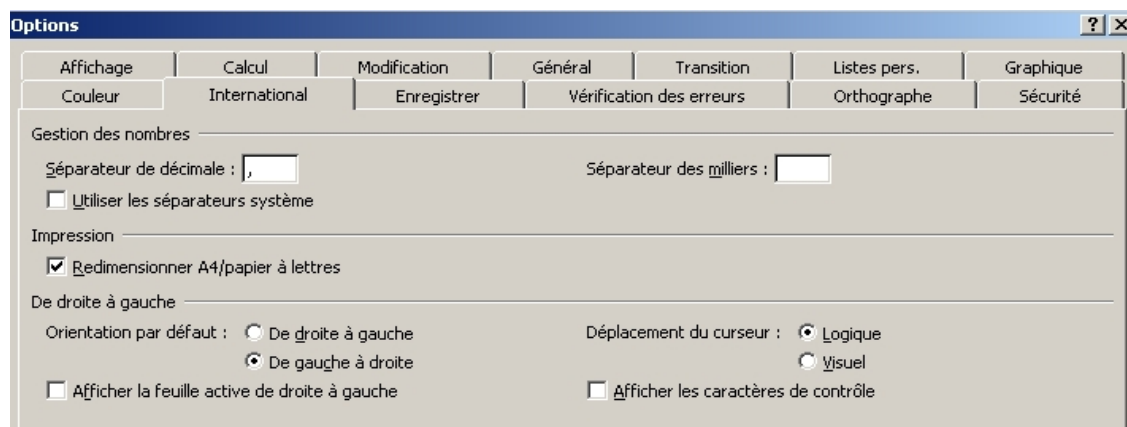 Options
Affichage Calcul Modification Général Transition Listes pers. Graphique
Couleur International Enregistrer Vérification des erreurs Orthographe Sécurité
Gestion des nombres
Séparateur de décimale : , Séparateur des milliers :
Utiliser les séparateurs système
Impression
Redimensionner A4/papier à lettres
De droite à gauche
Orientation par défaut : De droite à gauche Déplacement du curseur : Logique
De gauche à droite Visuel
Afficher la feuille active de droite à gauche Afficher les caractères de contrôle